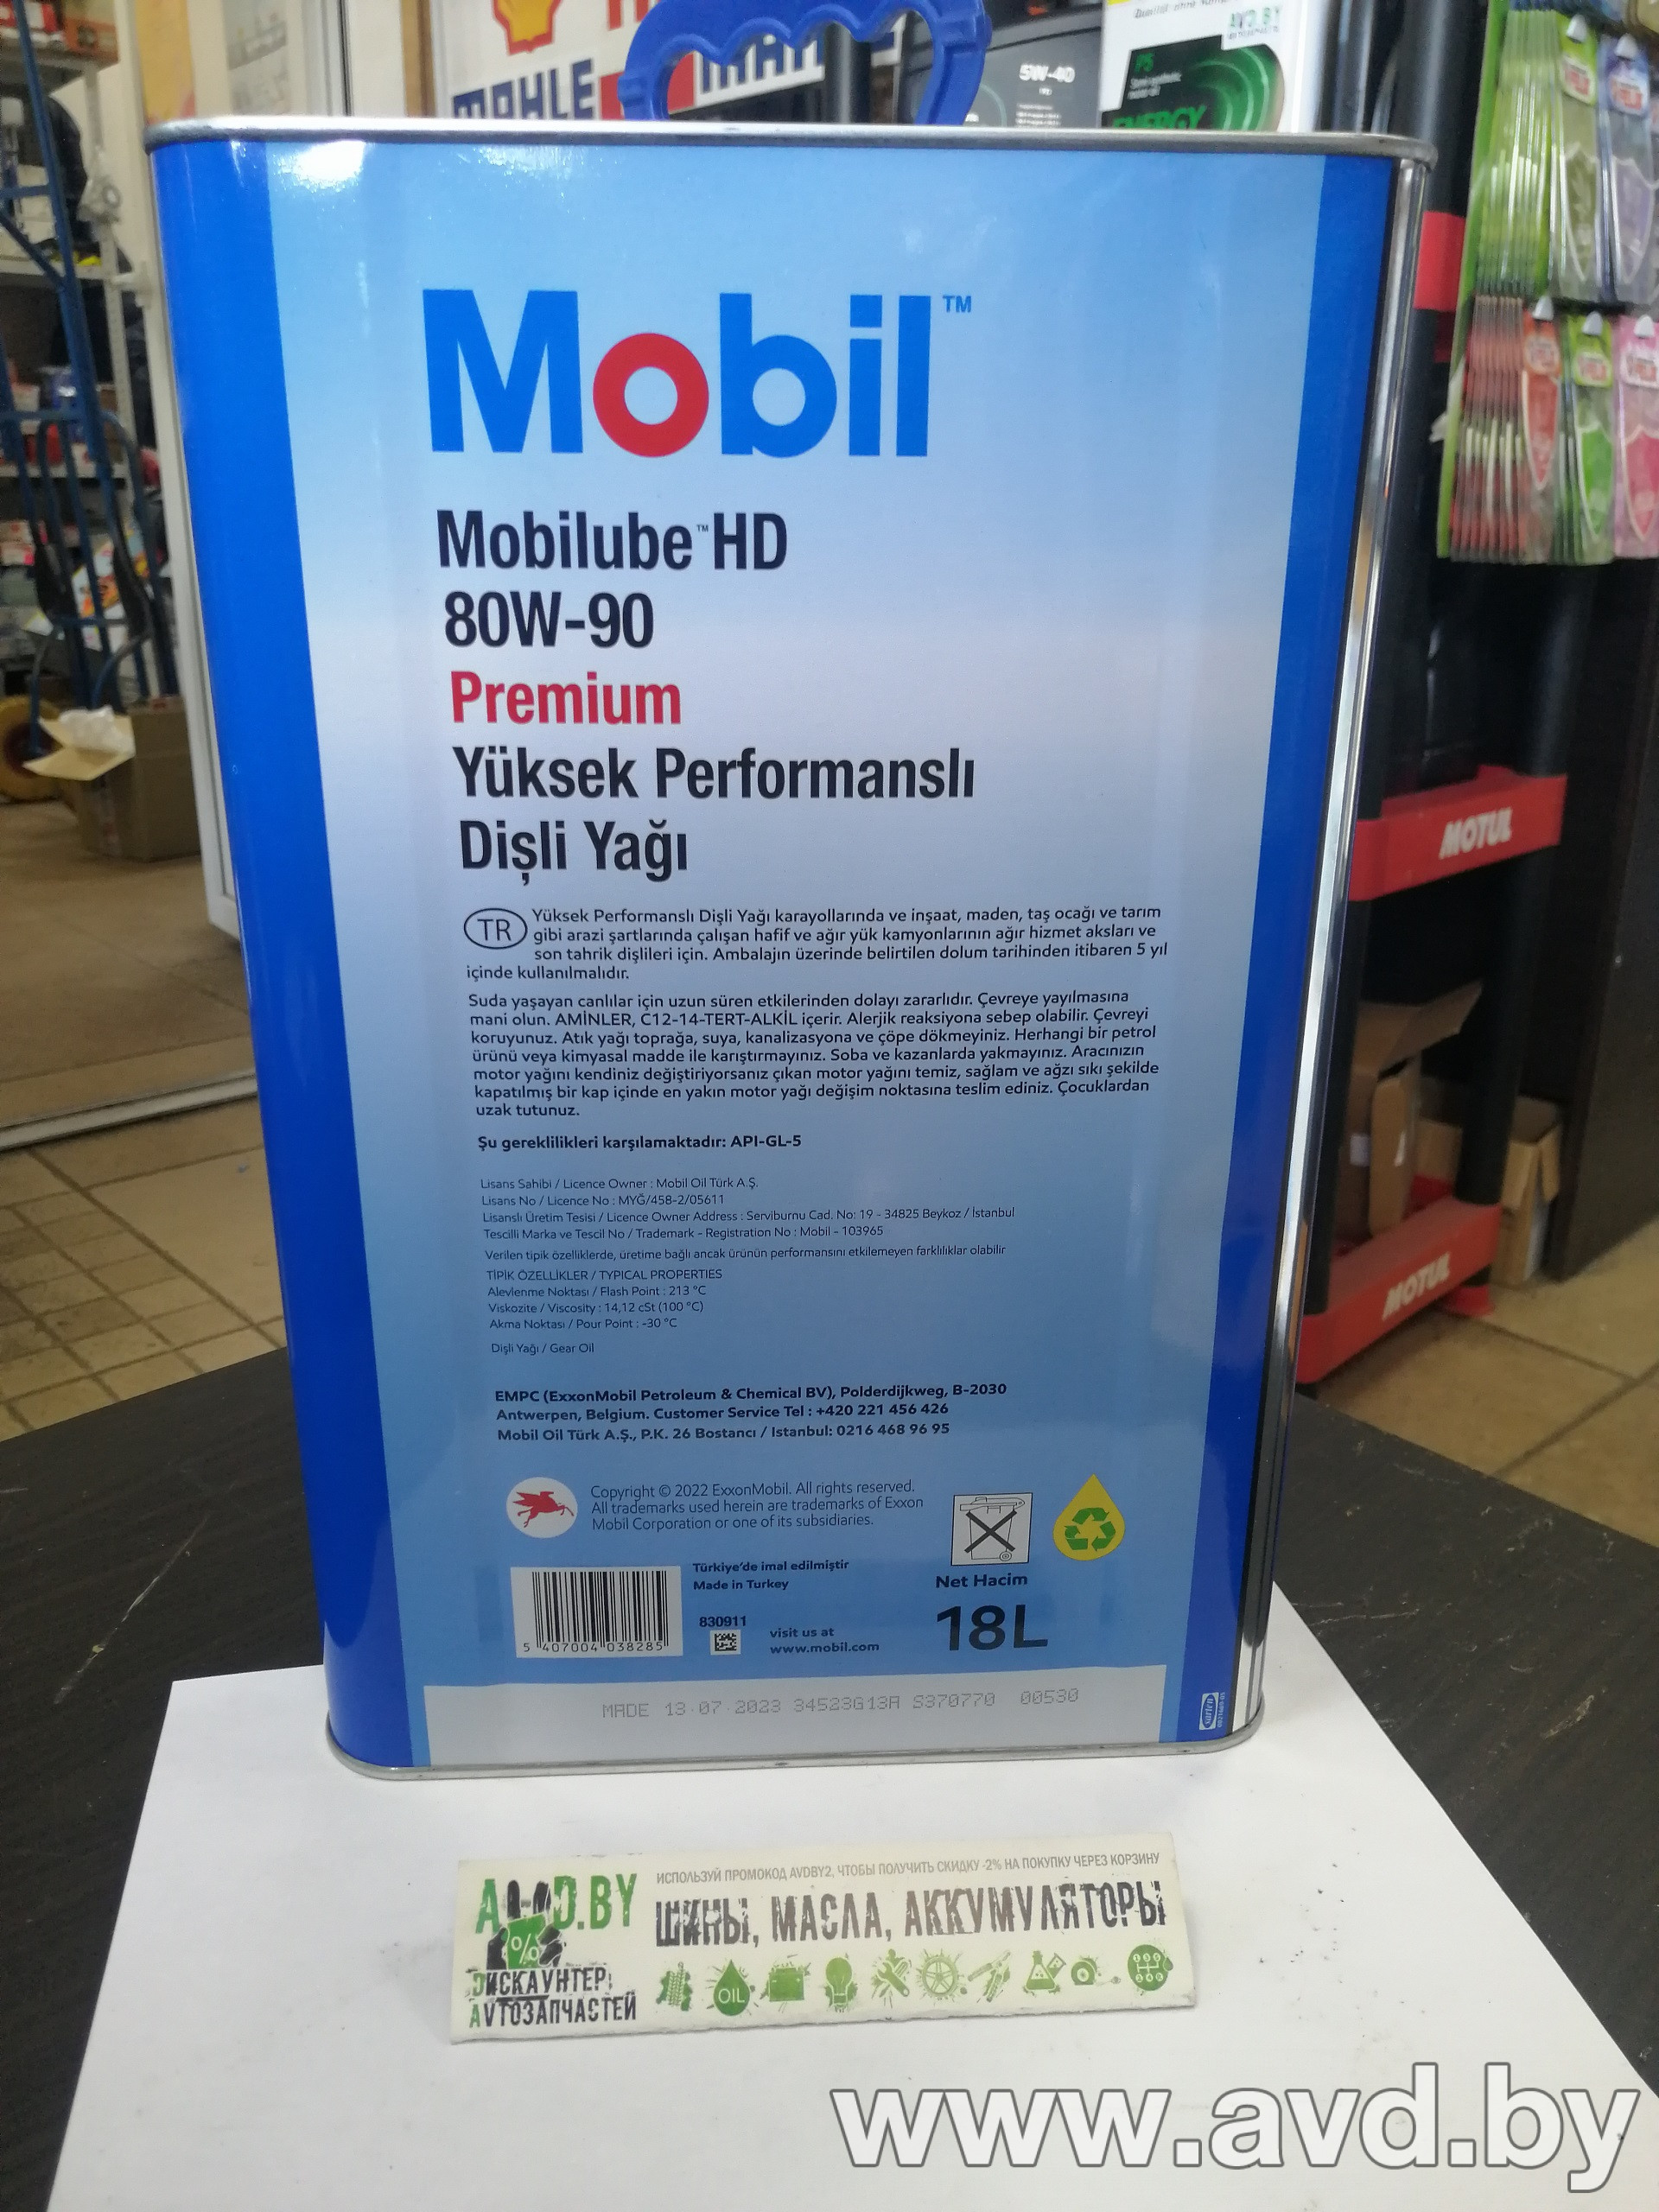 MAHLE
5W-40
AVD.BY
P5
ENERGY
Mobil™
Mobilube™ HD
80W-90
Premium
Yüksek Performanslı
Dişli Yağı
TR
Yüksek Performanslı Dişli Yağı karayollarında ve inşaat, maden, taş ocağı ve tarım
gibi arazi şartlarında çalışan hafif ve ağır yük kamyonlarının ağır hizmet aksları ve
son tahrik dişlileri için. Ambalajın üzerinde belirtilen dolum tarihinden itibaren 5 yıl
içinde kullanılmalıdır.
Suda yaşayan canlılar için uzun süren etkilerinden dolayı zararlıdır. Çevreye yayılmasına
mani olun. AMİNLER, C12-14-TERT-ALKİL içerir. Alerjik reaksiyona sebep olabilir. Çevreyi
koruyunuz. Atık yağı toprağa, suya, kanalizasyona ve çöpe dökmeyiniz. Herhangi bir petrol
ürünü veya kimyasal madde ile karıştırmayınız. Soba ve kazanlarda yakmayınız. Aracınızın
motor yağını kendiniz değiştiriyorsanız çıkan motor yağını temiz, sağlam ve ağzı sıkı şekilde
kapatılmış bir kap içinde en yakın motor yağı değişim noktasına teslim ediniz. Çocuklardan
uzak tutunuz.
Şu gereklilikleri karşılamaktadır: API-GL-5
Lisans Sahibi / Licence Owner : Mobil Oil Türk A Ş.
Lisans No / Licence No : MYĞ/458-2/05611
Lisanslı Üretim Tesisi / Licence Owner Address : Serviburnu Cad. No: 19 - 34825 Beykoz / İstanbul
Tescilli Marka ve Tescil No / Trademark - Registration No : Mobil - 103965
Verilen tipik özelliklerde, üretime bağlı ancak ürünün performansını etkilemeyen farklılıklar olabilir
TİPİK ÖZELLİKLER / TYPICAL PROPERTIES
Alevlenme Noktası / Flash Point : 213 °C
Viskozite / Viscosity : 14,12 cSt (100 °C)
Akma Noktası / Pour Point : -30 °C
Dişli Yağı / Gear Oil
EMPC (ExxonMobil Petroleum & Chemical BV), Polderdijkweg, B-2030
Antwerpen, Belgium. Customer Service Tel : +420 221 456 426
Mobil Oil Türk A.Ş., P.K. 26 Bostancı / Istanbul: 0216 468 96 95
Copyright © 2022 ExxonMobil. All rights reserved.
All trademarks used herein are trademarks of Exxon
Mobil Corporation or one of its subsidiaries.
Türkiye'de imal edilmiştir
Made in Turkey
Net Hacim
18L
830911
visit us at
www.mobil.com
5 407004 038285
MADE 13.07.2023 34523G13A S370770 00530
MOTUL
MOTUL
ИСПОЛЬЗУЙ ПРОМОКОД AVDBY2, ЧТОБЫ ПОЛУЧИТЬ СКИДКУ -2% НА ПОКУПКУ ЧЕРЕЗ КОРЗИНУ
AVD.BY
%
ШИНЫ, МАСЛА, АККУМУЛЯТОРЫ
DИСКАУНТЕР
AVТОЗАПЧАСТЕЙ
OIL
www.avd.by